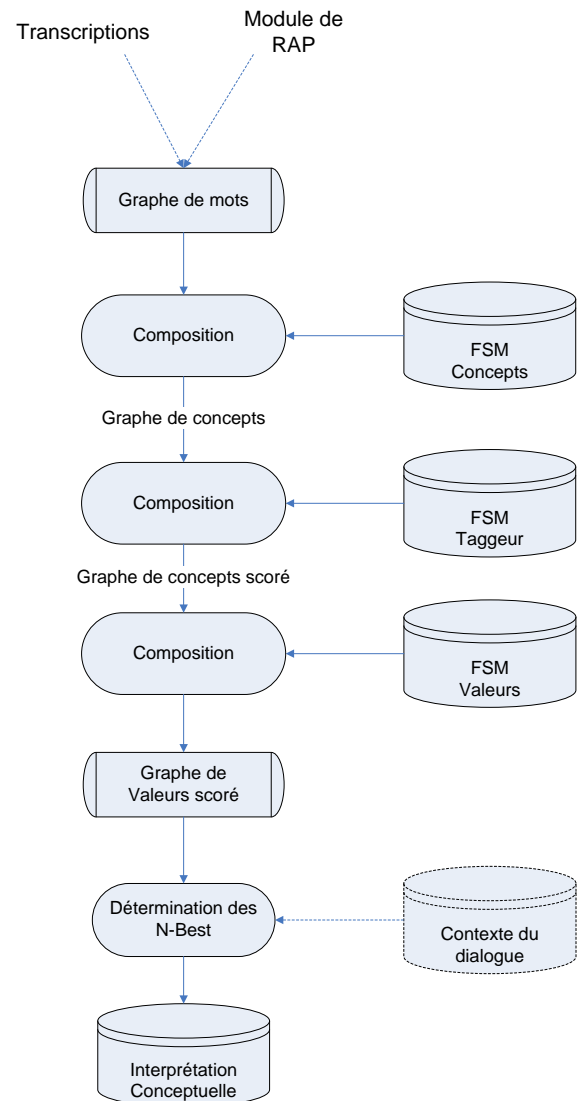 Transcriptions
Module de
RAP
Graphe de mots
Composition
FSM
Concepts
Graphe de concepts
Composition
FSM
Taggeur
Graphe de concepts scoré
Composition
FSM
Valeurs
Graphe de
Valeurs scoré
Détermination des
N-Best
Contexte du
dialogue
Interprétation
Conceptuelle